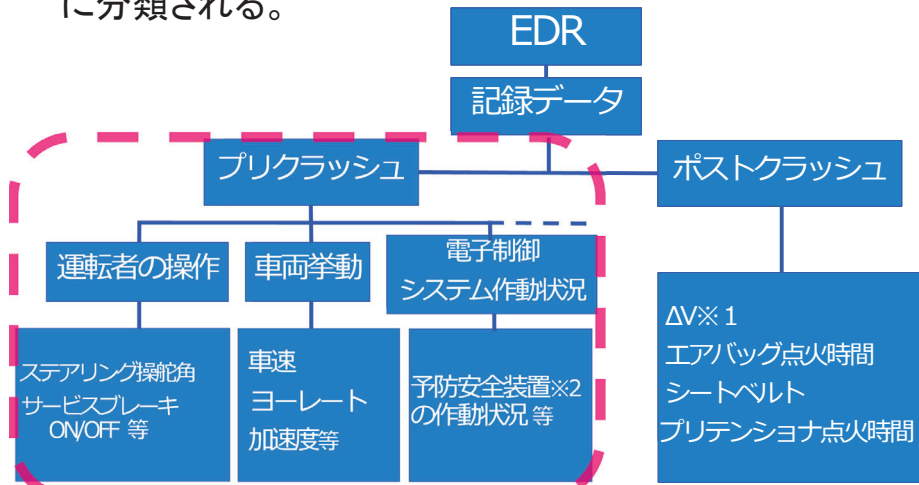 に分類される。
EDR
記録データ
プリクラッシュ
ポストクラッシュ
運転者の操作
車両挙動
電子制御
システム作動状況
ステアリング操舵角
サービスブレーキ
ON/OFF 等
車速
ヨーレート
加速度等
予防安全装置※2
の作動状況 等
ΔV※1
エアバッグ点火時間
シートベルト
プリテンショナ点火時間